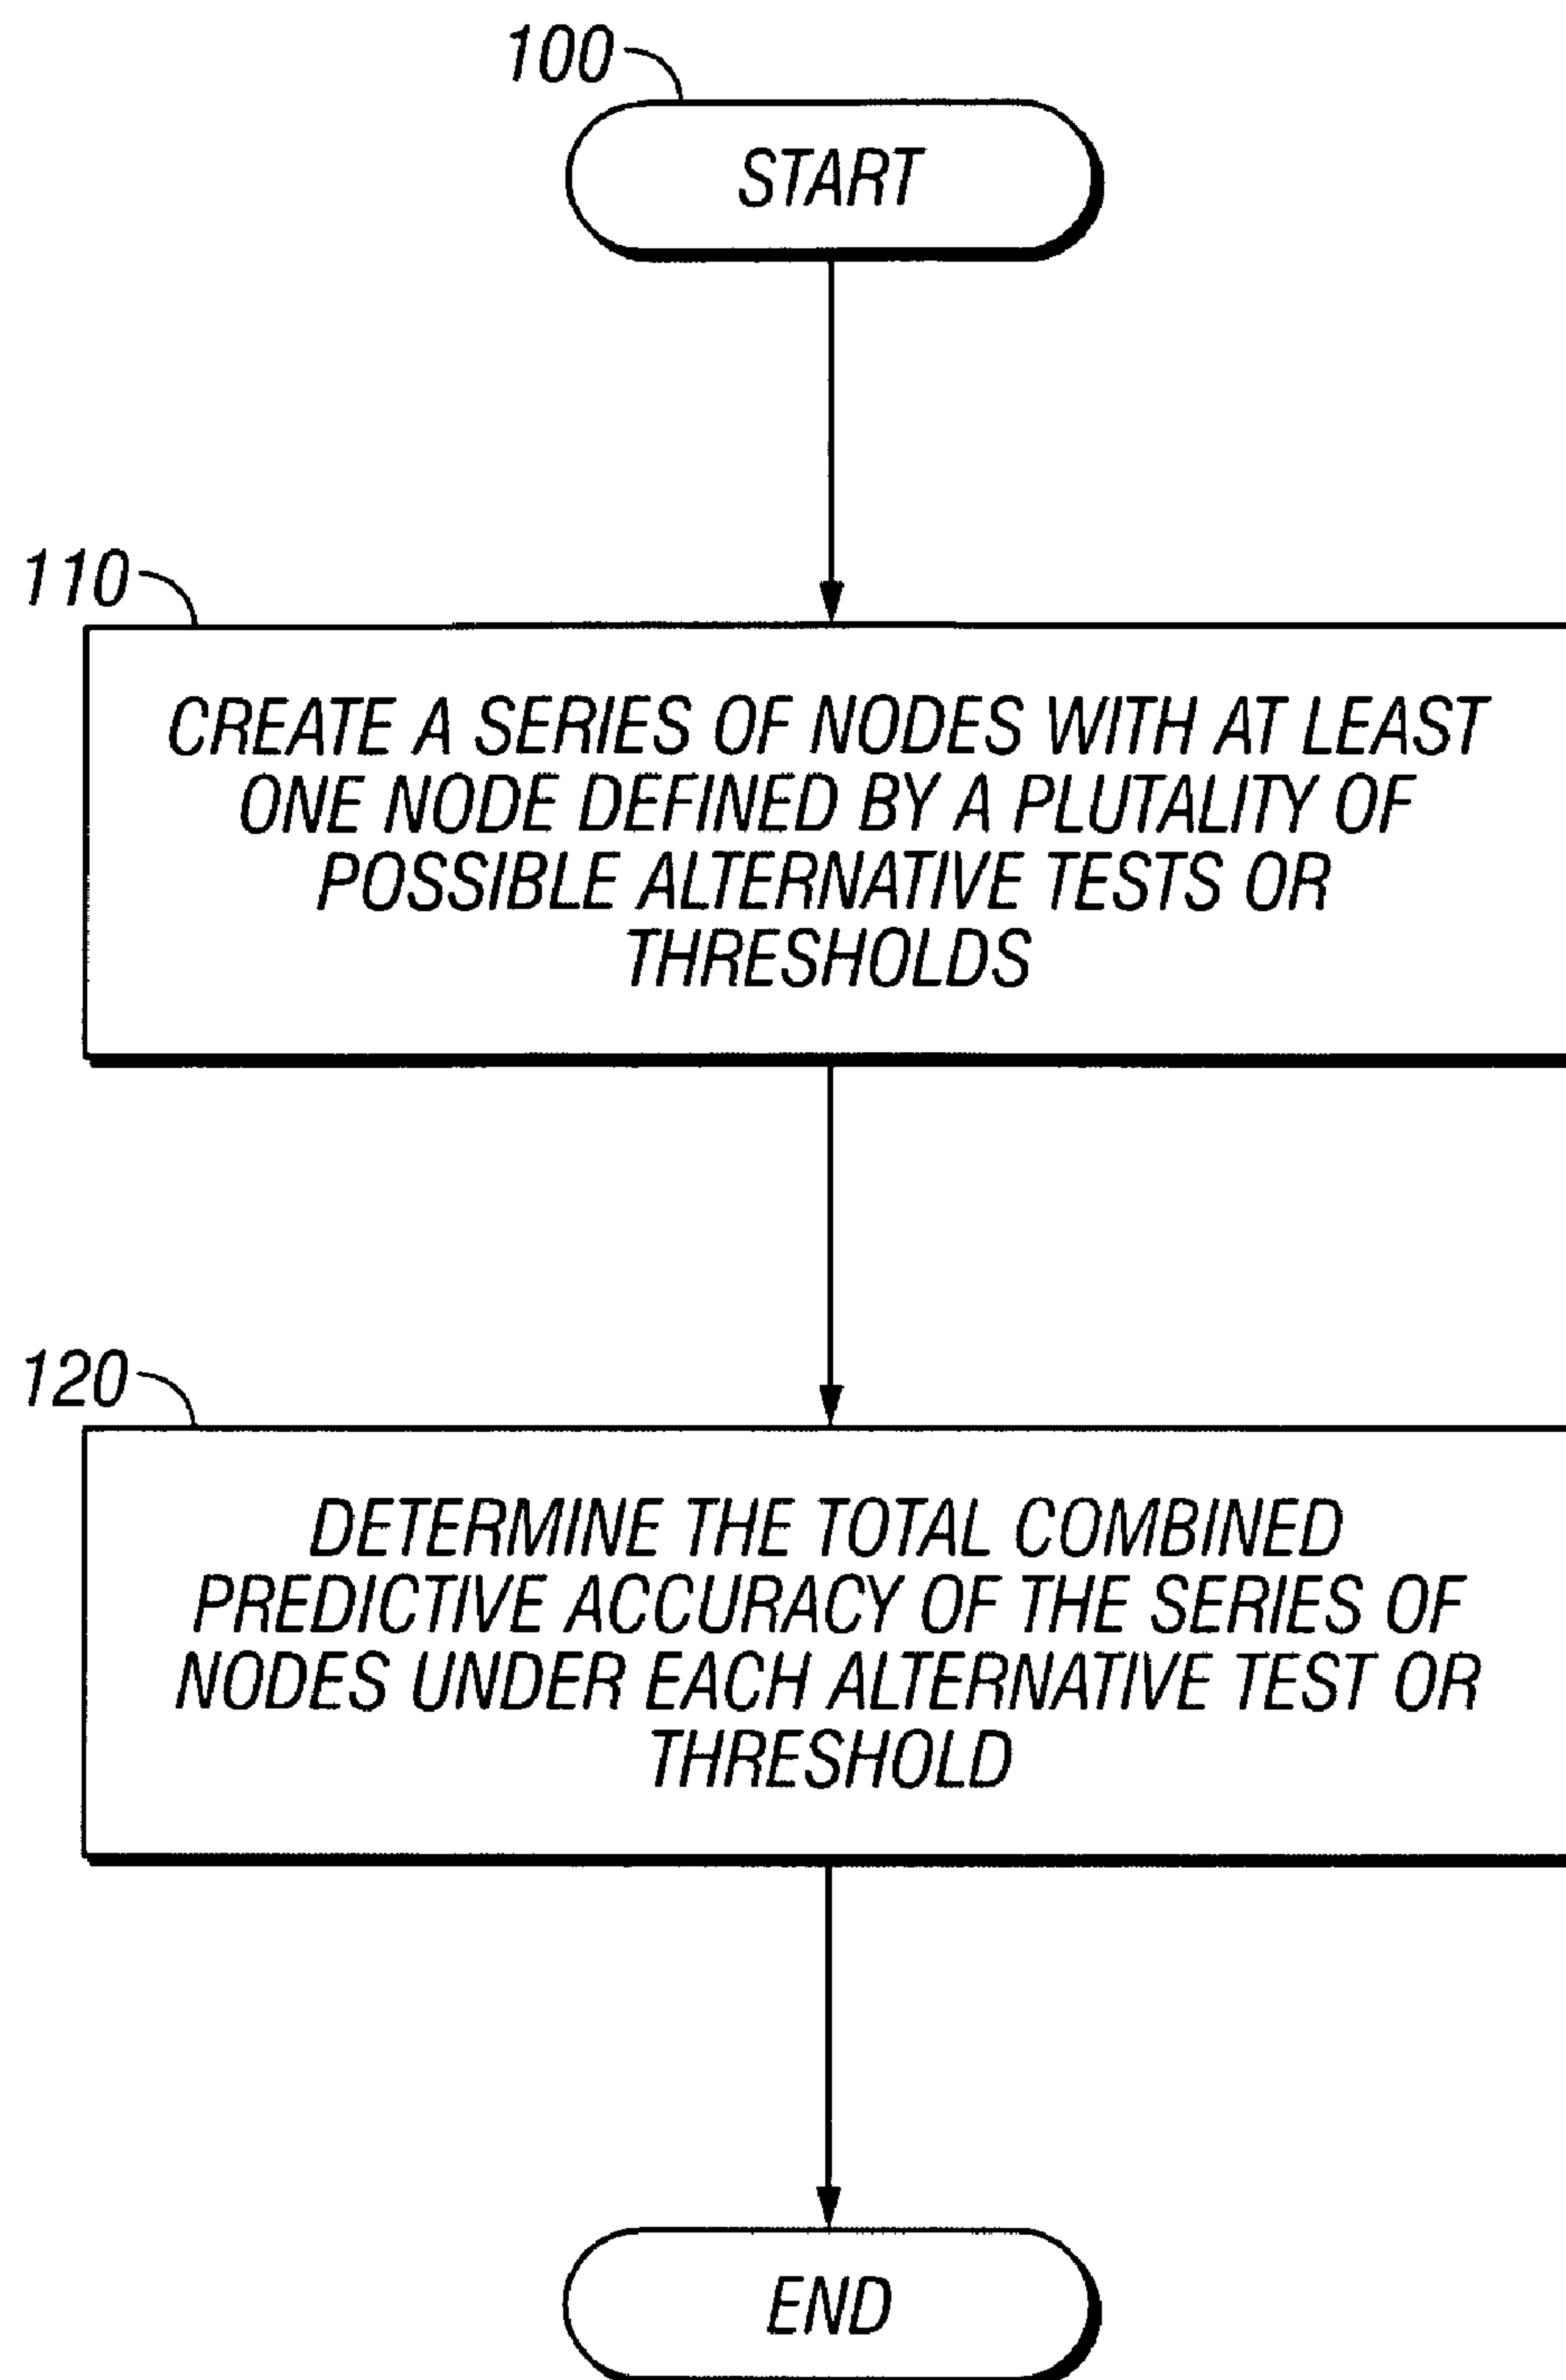 100
START
110
CREATE A SERIES OF NODES WITH AT LEAST
ONE NODE DEFINED BY A PLUTALITY OF
POSSIBLE ALTERNATIVE TESTS OR
THRESHOLDS
120
DETERMINE THE TOTAL COMBINED
PREDICTIVE ACCURACY OF THE SERIES OF
NODES UNDER EACH ALTERNATIVE TEST OR
THRESHOLD
END